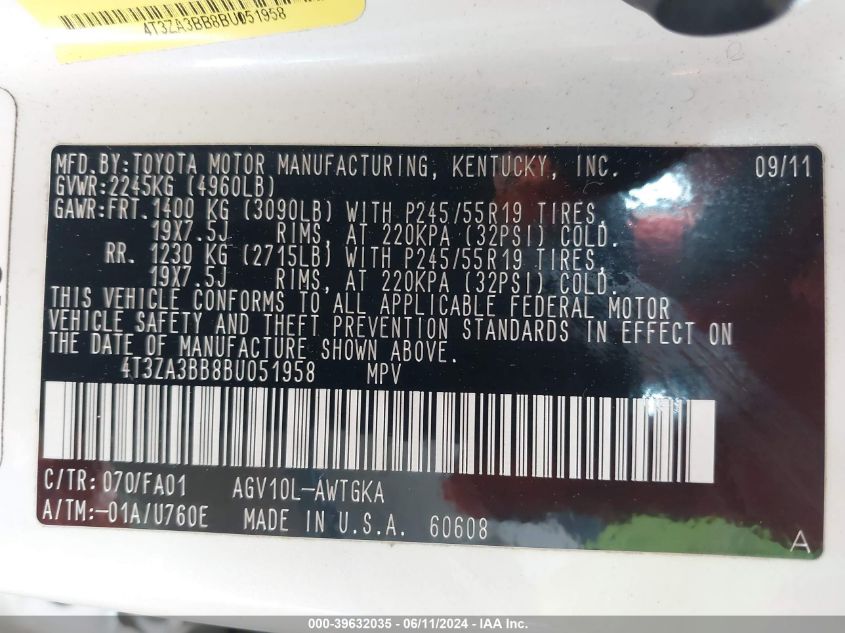 4T3ZA3BB8BU051958
MFD.BY:TOYOTA MOTOR MANUFACTURING, KENTUCKY, INC. 09/11
GVWR:2245KG (4960LB)
GAWR:FRT.1400 KG (3090LB) WITH P245/55R19 TIRES,
19X7.5J RIMS, AT 220KPA (32PSI) COLD.
RR. 1230 KG (2715LB) WITH P245/55R19 TIRES,
19X7.5J RIMS, AT 220KPA (32PSI) COLD.
THIS VEHICLE CONFORMS TO ALL APPLICABLE FEDERAL MOTOR
VEHICLE SAFETY AND THEFT PREVENTION STANDARDS IN EFFECT ON
THE DATE OF MANUFACTURE SHOWN ABOVE.
4T3ZA3BB8BU051958 MPV
C/TR: 070/FA01 AGV10L-AWTGKA
A/TM:-01A/U760E MADE IN U.S.A. 60608
A
000-39632035 - 06/11/2024 - IAA Inc.